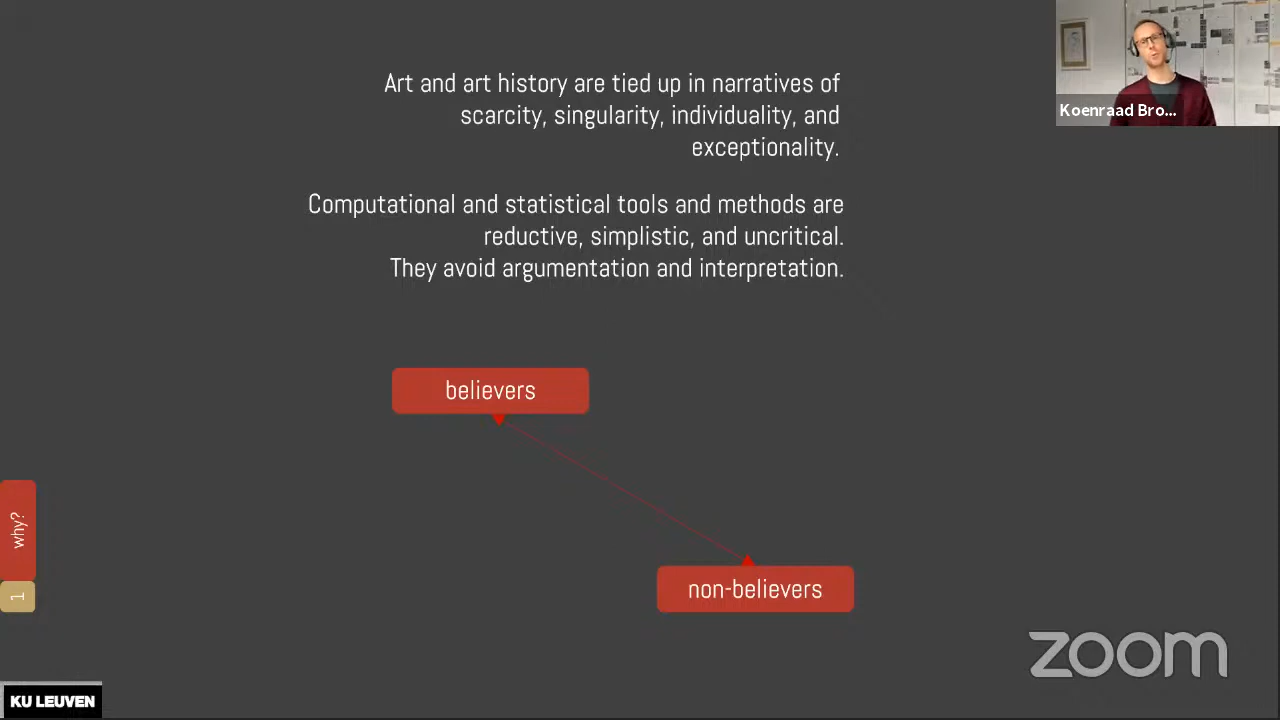 Art and art history are tied up in narratives of
scarcity, singularity, individuality, and
exceptionality.
Koenraad Bro...
Computational and statistical tools and methods are
reductive, simplistic, and uncritical.
They avoid argumentation and interpretation.
believers
non-believers
why?
1
zoom
KU LEUVEN